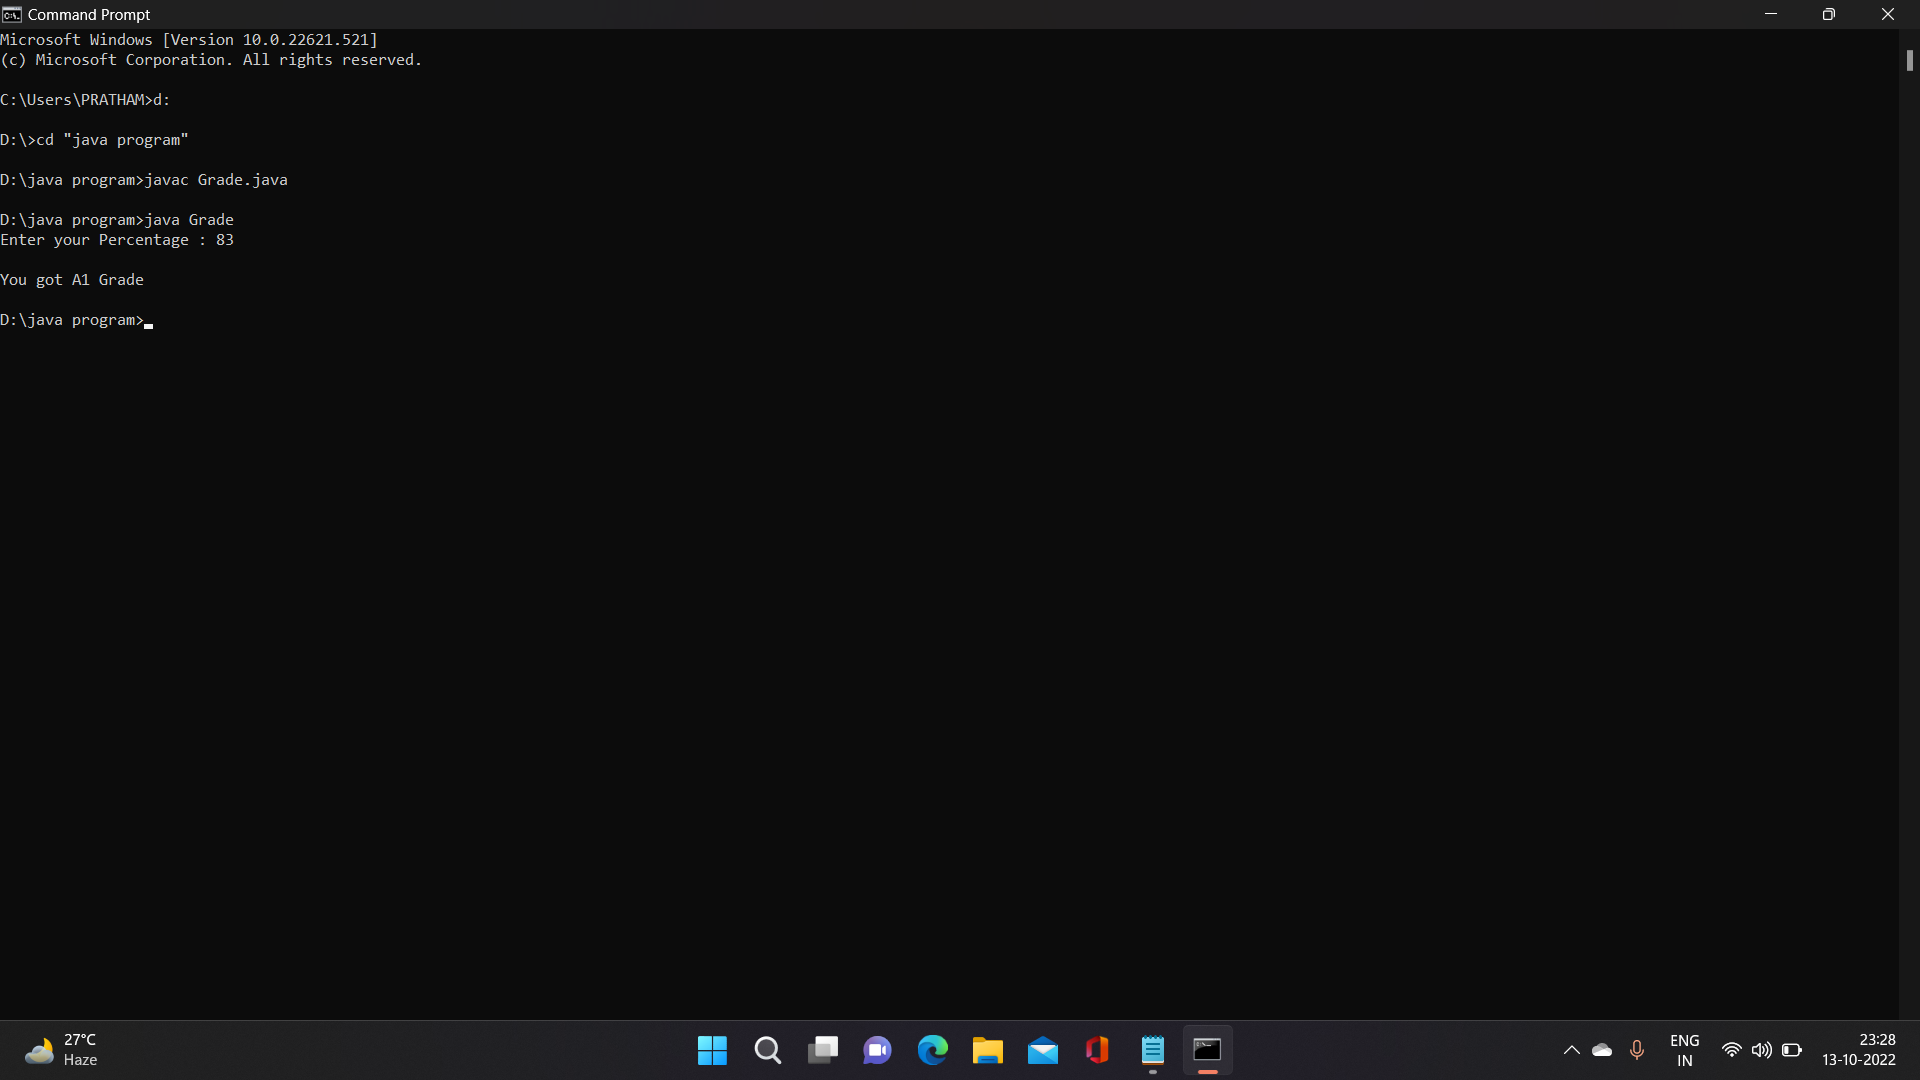 Command Prompt
Microsoft Windows [Version 10.0.22621.521]
(c) Microsoft Corporation. All rights reserved.
C:\Users\PRATHAM>d:
D:\>cd "java program"
D:\java program>javac Grade.java
D:\java program>java Grade
Enter your Percentage : 83
You got A1 Grade
D:\java program>
27°C
Haze
ENG
IN
23:28
13-10-2022